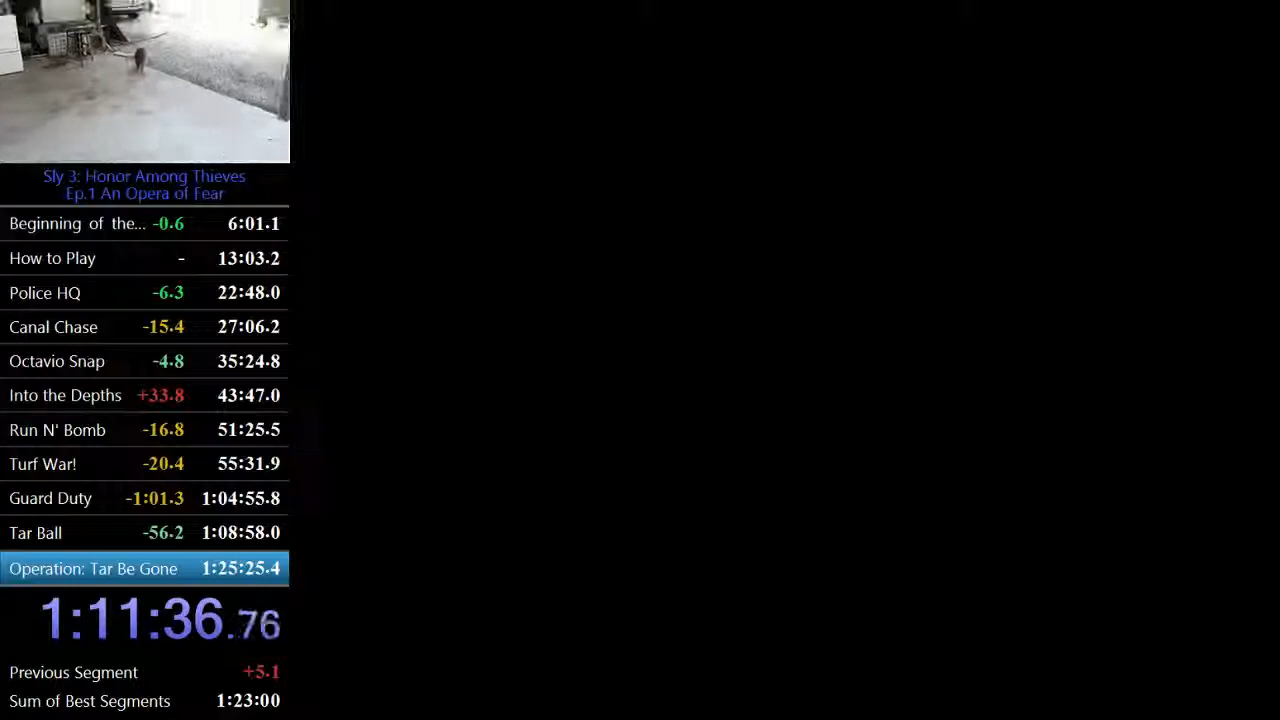 Sly 3: Honor Among Thieves
Ep.1 An Opera of Fear
Beginning of the... -0.6 6:01.1
How to Play - 13:03.2
Police HQ -6.3 22:48.0
Canal Chase -15.4 27:06.2
Octavio Snap -4.8 35:24.8
Into the Depths +33.8 43:47.0
Run N' Bomb -16.8 51:25.5
Turf War! -20.4 55:31.9
Guard Duty -1:01.3 1:04:55.8
Tar Ball -56.2 1:08:58.0
Operation: Tar Be Gone 1:25:25.4
1:11:36.76
Previous Segment +5.1
Sum of Best Segments 1:23:00